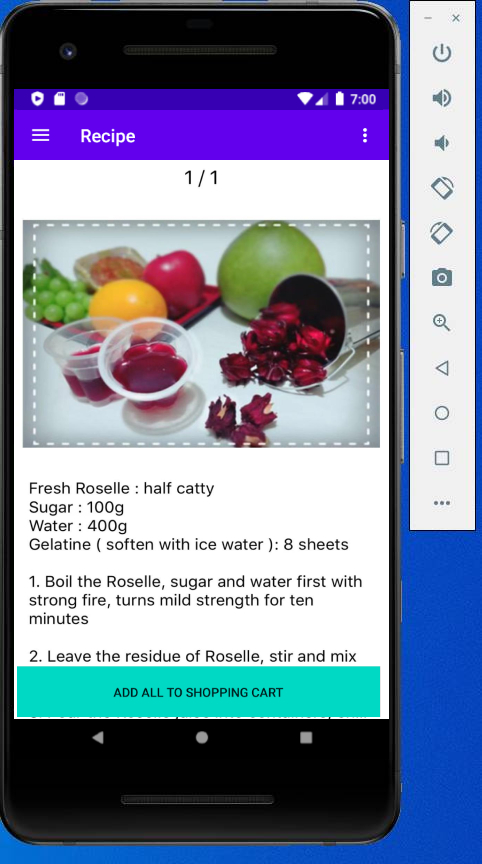 7:00
Recipe
1 / 1
Fresh Roselle : half catty
Sugar : 100g
Water : 400g
Gelatine ( soften with ice water ): 8 sheets
1. Boil the Roselle, sugar and water first with
strong fire, turns mild strength for ten
minutes
2. Leave the residue of Roselle, stir and mix
ADD ALL TO SHOPPING CART